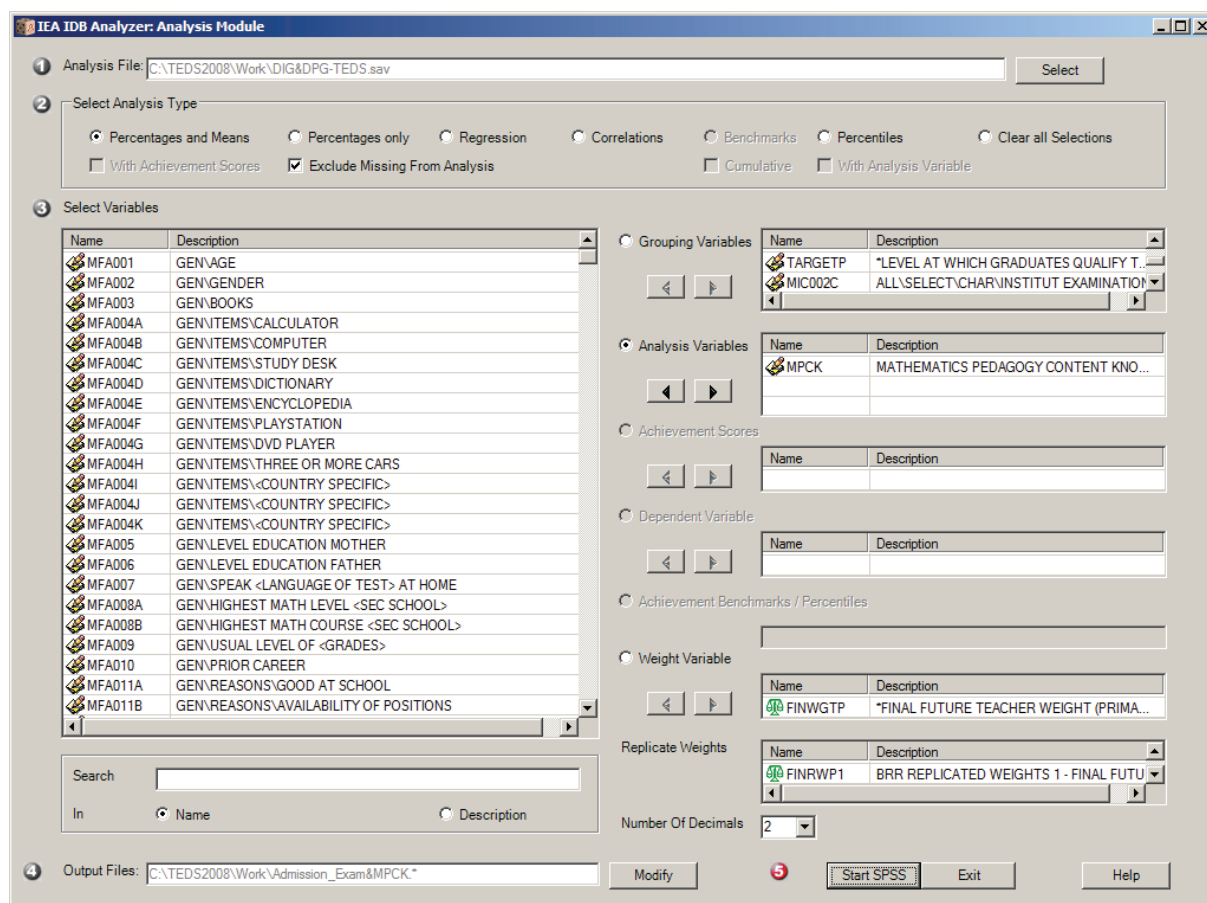 IEA IDB Analyzer: Analysis Module
1 Analysis File: C:\TEDS2008\Work\DIG&DPG-TEDS.sav Select
2 Select Analysis Type
Percentages and Means Percentages only Regression Correlations Benchmarks Percentiles Clear all Selections
With Achievement Scores Exclude Missing From Analysis Cumulative With Analysis Variable
3 Select Variables
Name Description
MFA001 GEN\AGE
MFA002 GEN\GENDER
MFA003 GEN\BOOKS
MFA004A GEN\ITEMS\CALCULATOR
MFA004B GEN\ITEMS\COMPUTER
MFA004C GEN\ITEMS\STUDY DESK
MFA004D GEN\ITEMS\DICTIONARY
MFA004E GEN\ITEMS\ENCYCLOPEDIA
MFA004F GEN\ITEMS\PLAYSTATION
MFA004G GEN\ITEMS\DVD PLAYER
MFA004H GEN\ITEMS\THREE OR MORE CARS
MFA004I GEN\ITEMS\<COUNTRY SPECIFIC>
MFA004J GEN\ITEMS\<COUNTRY SPECIFIC>
MFA004K GEN\ITEMS\<COUNTRY SPECIFIC>
MFA005 GEN\LEVEL EDUCATION MOTHER
MFA006 GEN\LEVEL EDUCATION FATHER
MFA007 GEN\SPEAK <LANGUAGE OF TEST> AT HOME
MFA008A GEN\HIGHEST MATH LEVEL <SEC SCHOOL>
MFA008B GEN\HIGHEST MATH COURSE <SEC SCHOOL>
MFA009 GEN\USUAL LEVEL OF <GRADES>
MFA010 GEN\PRIOR CAREER
MFA011A GEN\REASONS\GOOD AT SCHOOL
MFA011B GEN\REASONS\AVAILABILITY OF POSITIONS
Search
In Name Description
Grouping Variables
Name Description
TARGETP *LEVEL AT WHICH GRADUATES QUALIFY T...
MIC002C ALL\SELECT\CHAR\INSTITUT EXAMINATION
Analysis Variables
Name Description
MPCK MATHEMATICS PEDAGOGY CONTENT KNO...
Achievement Scores
Name Description
Dependent Variable
Name Description
Achievement Benchmarks / Percentiles
Weight Variable
Name Description
FINWGTP *FINAL FUTURE TEACHER WEIGHT (PRIMA...
Replicate Weights
Name Description
FINRWP1 BRR REPLICATED WEIGHTS 1 - FINAL FUTU
Number Of Decimals 2
4 Output Files: C:\TEDS2008\Work\Admission_Exam&MPCK.* Modify
5 Start SPSS Exit Help